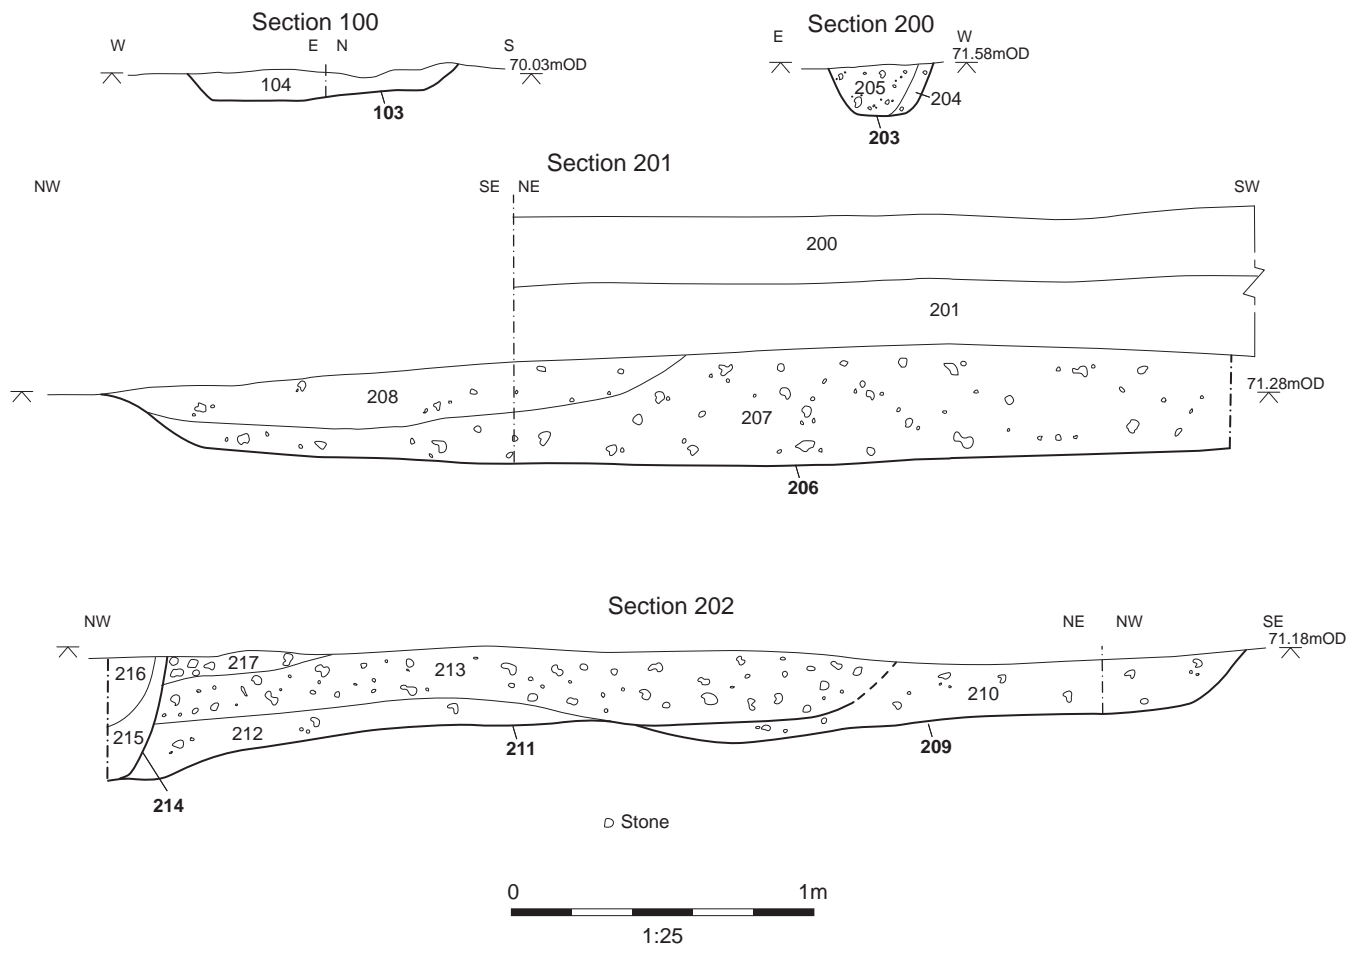 Section 100
W E N S
70.03mOD
104
103
Section 200
E W
71.58mOD
205
204
203
Section 201
NW SE NE SW
200
201
208
207
71.28mOD
206
Section 202
NW NE NW SE
71.18mOD
216 217 213 210
215 212
211 209
214
Stone
0 1m
1:25